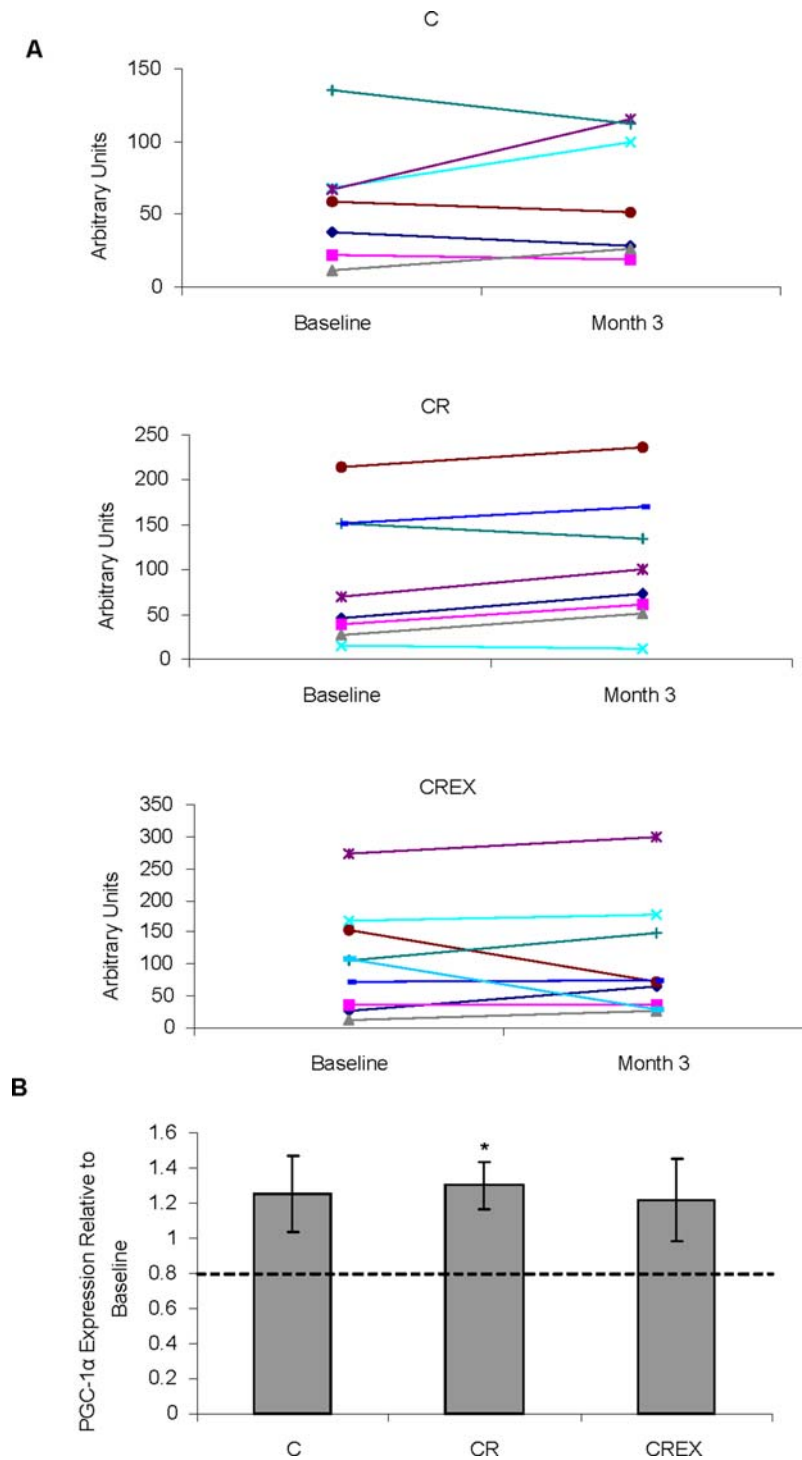 A
C
150
100
50
0
Arbitrary Units
Baseline Month 3
CR
250
200
150
100
50
0
Arbitrary Units
Baseline Month 3
CREX
350
300
250
200
150
100
50
0
Arbitrary Units
Baseline Month 3
B
1.6
1.4
1.2
1
0.8
0.6
0.4
0.2
0
PGC-1α Expression Relative to
Baseline
*
C CR CREX